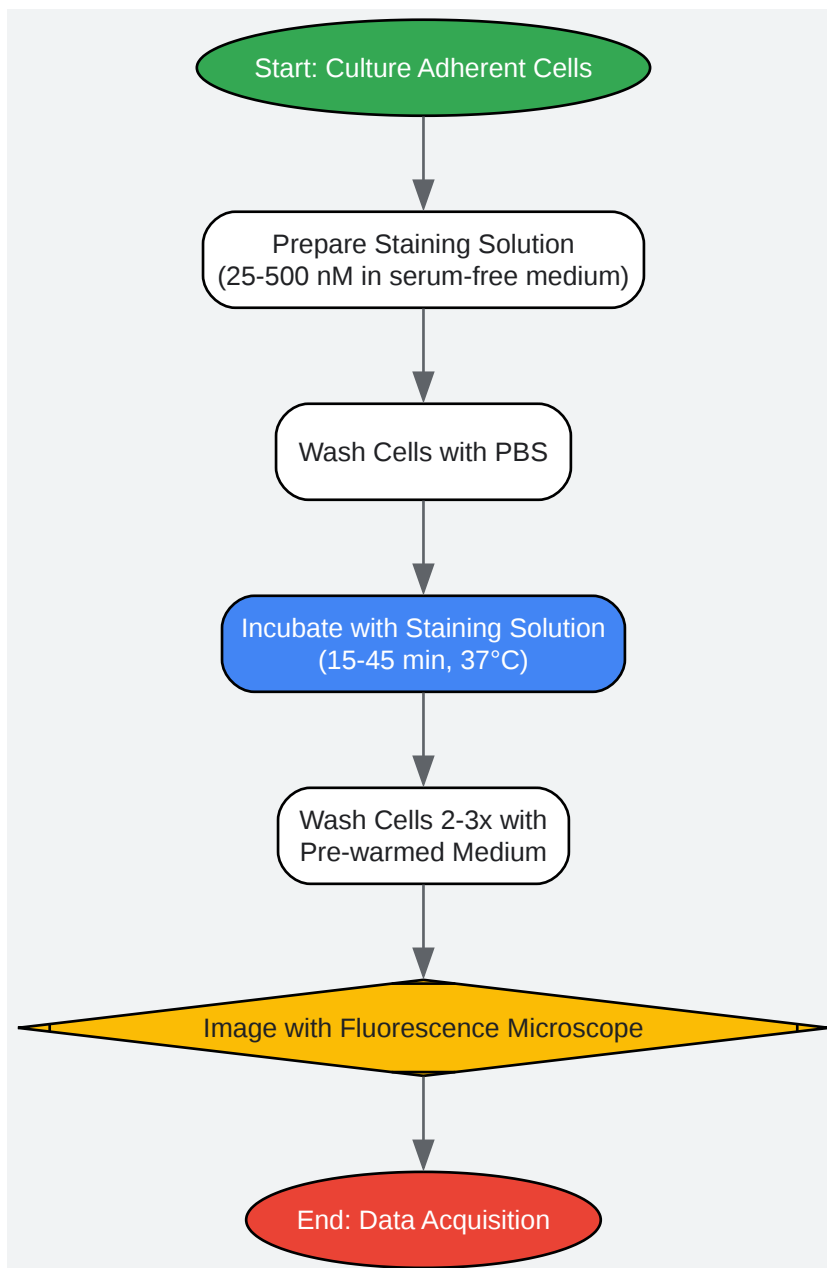 Start: Culture Adherent Cells
Prepare Staining Solution
(25-500 nM in serum-free medium)
Wash Cells with PBS
Incubate with Staining Solution
(15-45 min, 37°C)
Wash Cells 2-3x with
Pre-warmed Medium
Image with Fluorescence Microscope
End: Data Acquisition